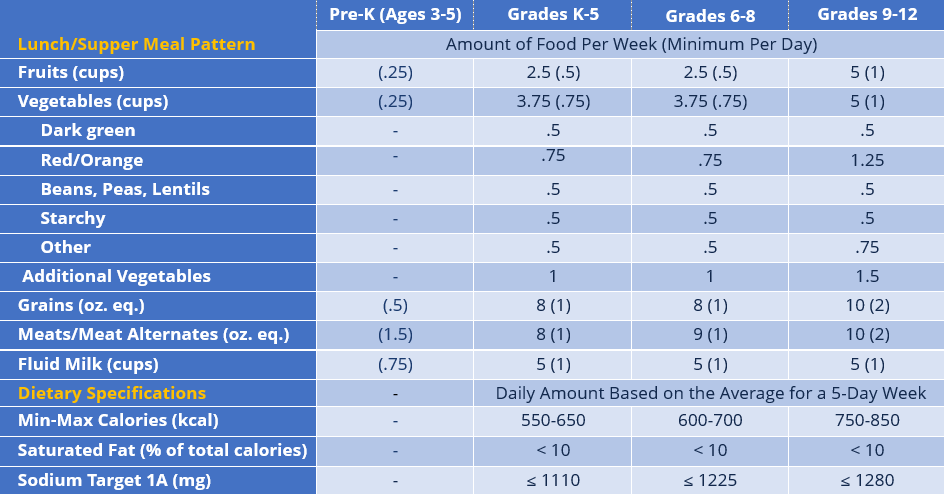 Pre-K (Ages 3-5) Grades K-5 Grades 6-8 Grades 9-12
Lunch/Supper Meal Pattern Amount of Food Per Week (Minimum Per Day)
Fruits (cups) (.25) 2.5 (.5) 2.5 (.5) 5 (1)
Vegetables (cups) (.25) 3.75 (.75) 3.75 (.75) 5 (1)
Dark green - .5 .5 .5
Red/Orange - .75 .75 1.25
Beans, Peas, Lentils - .5 .5 .5
Starchy - .5 .5 .5
Other - .5 .5 .75
Additional Vegetables - 1 1 1.5
Grains (oz. eq.) (.5) 8 (1) 8 (1) 10 (2)
Meats/Meat Alternates (oz. eq.) (1.5) 8 (1) 9 (1) 10 (2)
Fluid Milk (cups) (.75) 5 (1) 5 (1) 5 (1)
Dietary Specifications - Daily Amount Based on the Average for a 5-Day Week
Min-Max Calories (kcal) - 550-650 600-700 750-850
Saturated Fat (% of total calories) - < 10 < 10 < 10
Sodium Target 1A (mg) - ≤ 1110 ≤ 1225 ≤ 1280